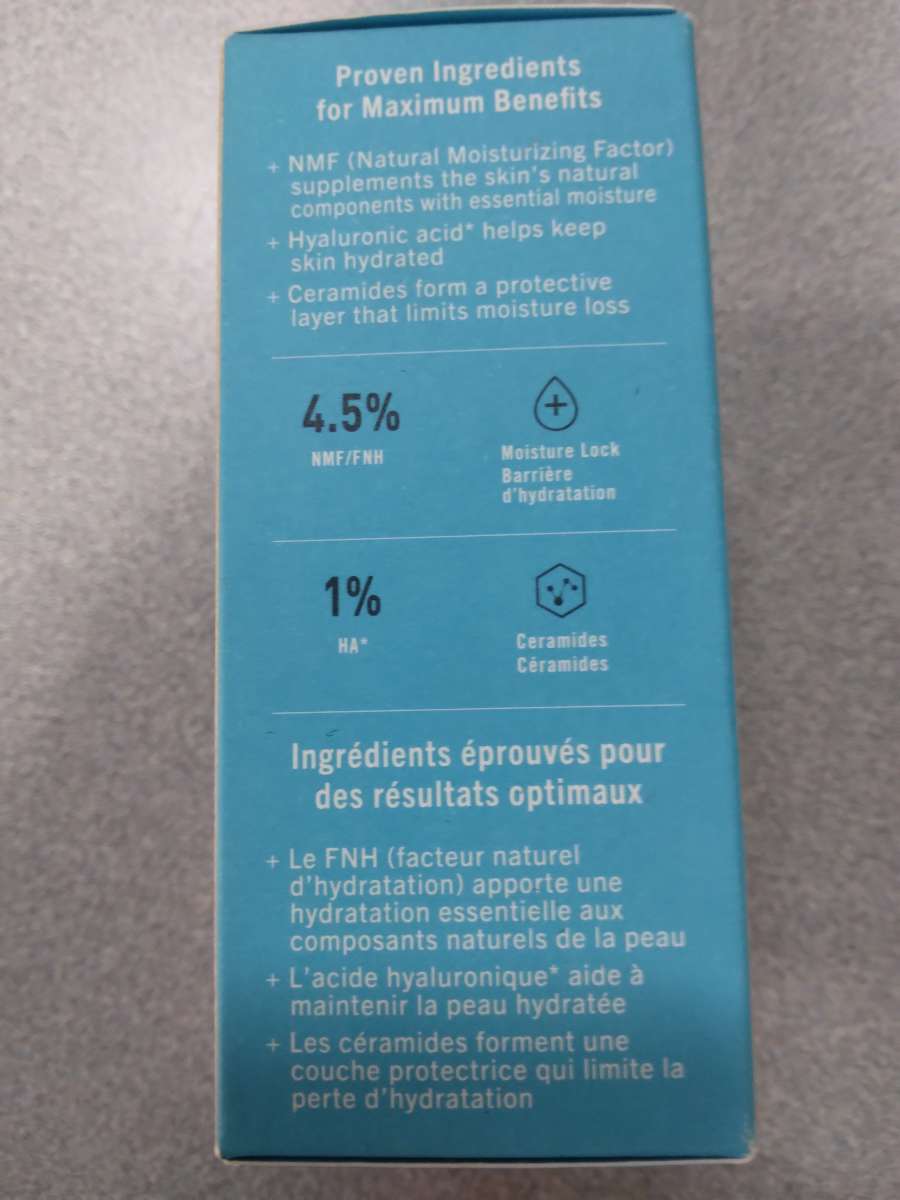 Proven Ingredients
for Maximum Benefits
+ NMF (Natural Moisturizing Factor)
supplements the skin's natural
components with essential moisture
+ Hyaluronic acid* helps keep
skin hydrated
+ Ceramides form a protective
layer that limits moisture loss
4.5%
NMF/FNH
Moisture Lock
Barrière
d'hydratation
1%
HA*
Ceramides
Céramides
Ingrédients éprouvés pour
des résultats optimaux
+ Le FNH (facteur naturel
d'hydratation) apporte une
hydratation essentielle aux
composants naturels de la peau
+ L'acide hyaluronique* aide à
maintenir la peau hydratée
+ Les céramides forment une
couche protectrice qui limite la
perte d'hydratation